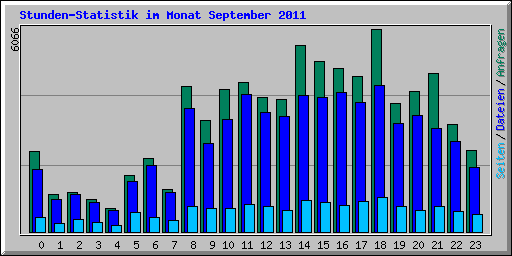 Stunden-Statistik im Monat September 2011
6066
Seiten / Dateien / Anfragen
0 1 2 3 4 5 6 7 8 9 10 11 12 13 14 15 16 17 18 19 20 21 22 23